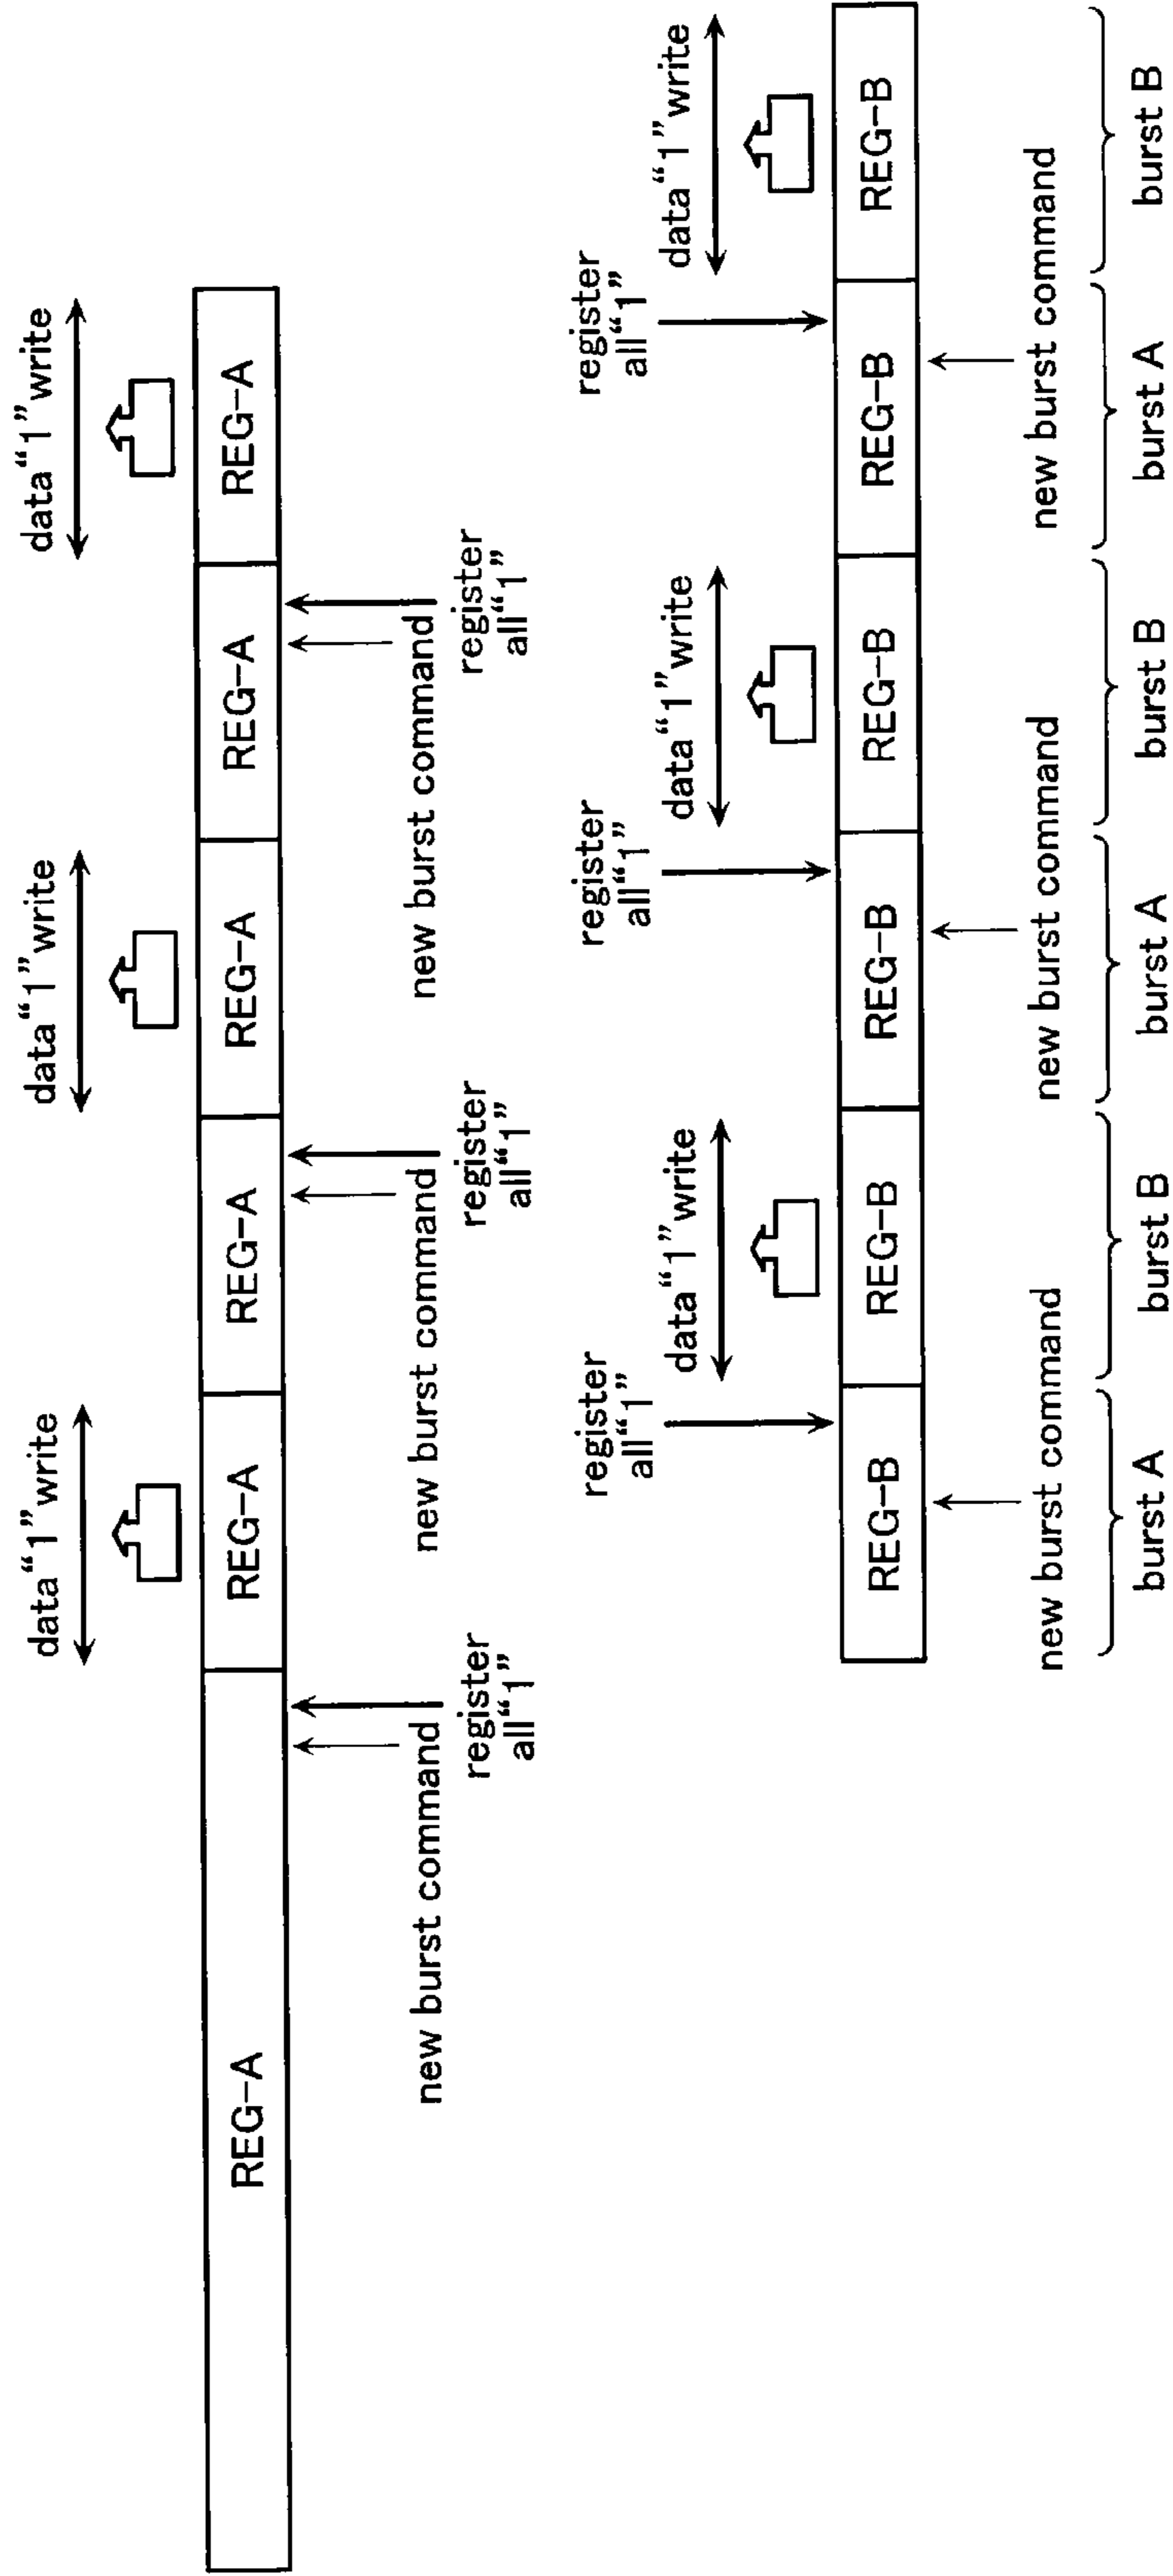 data“1”write
data“1”write
data“1”write
REG-A
REG-A
REG-A
REG-A
REG-A
REG-A
new burst command
new burst command
new burst command
register
all“1”
register
all“1”
register
all“1”
register
all“1”
register
all“1”
register
all“1”
data“1”write
data“1”write
data“1”write
REG-B
REG-B
REG-B
REG-B
REG-B
REG-B
new burst command
new burst command
new burst command
burst A
burst B
burst A
burst B
burst A
burst B